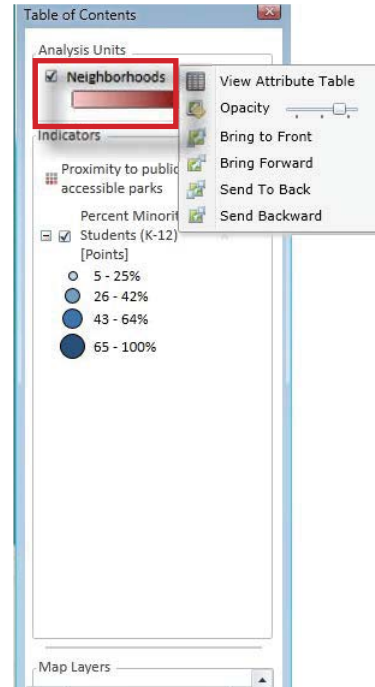 Table of Contents
Analysis Units
Neighborhoods
View Attribute Table
Opacity
Bring to Front
Bring Forward
Send To Back
Send Backward
Indicators
Proximity to public
accessible parks
Percent Minorit
Students (K-12)
[Points]
5 - 25%
26 - 42%
43 - 64%
65 - 100%
Map Layers